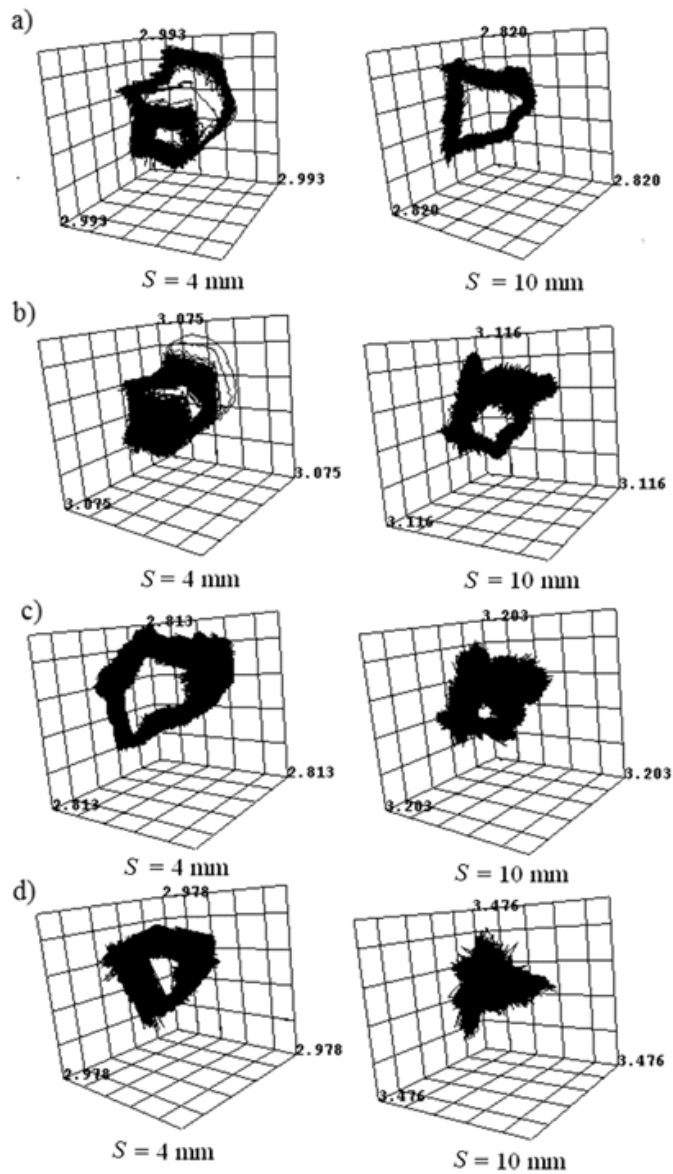 a)
2.993 2.820
2.993 2.820
2.993 2.820
S = 4 mm S = 10 mm
b)
3.075 3.116
3.075 3.116
3.075 3.116
S = 4 mm S = 10 mm
c)
2.813 3.203
2.813 3.203
2.813 3.203
S = 4 mm S = 10 mm
d)
2.978 3.476
2.978 3.476
2.978 3.476
S = 4 mm S = 10 mm